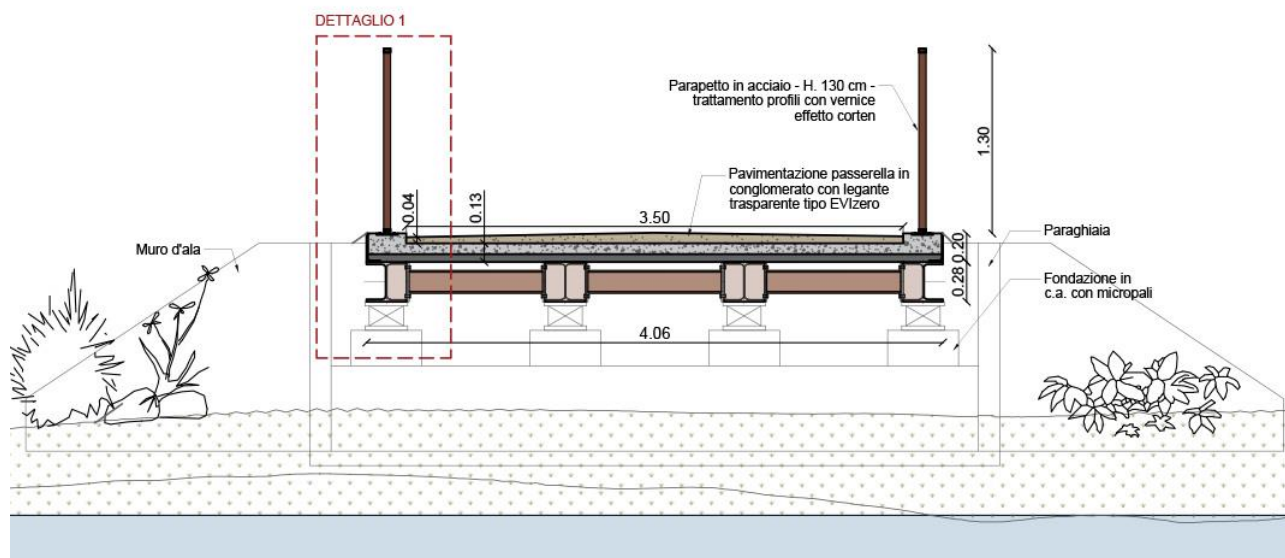 DETTAGLIO 1
Parapetto in acciaio - H. 130 cm -
trattamento profili con vernice
effetto corten
1.30
Pavimentazione passerella in
conglomerato con legante
trasparente tipo EVIzero
0.04
0.13
3.50
Muro d'ala
Paraghiaia
0.20
0.28
Fondazione in
c.a. con micropali
4.06